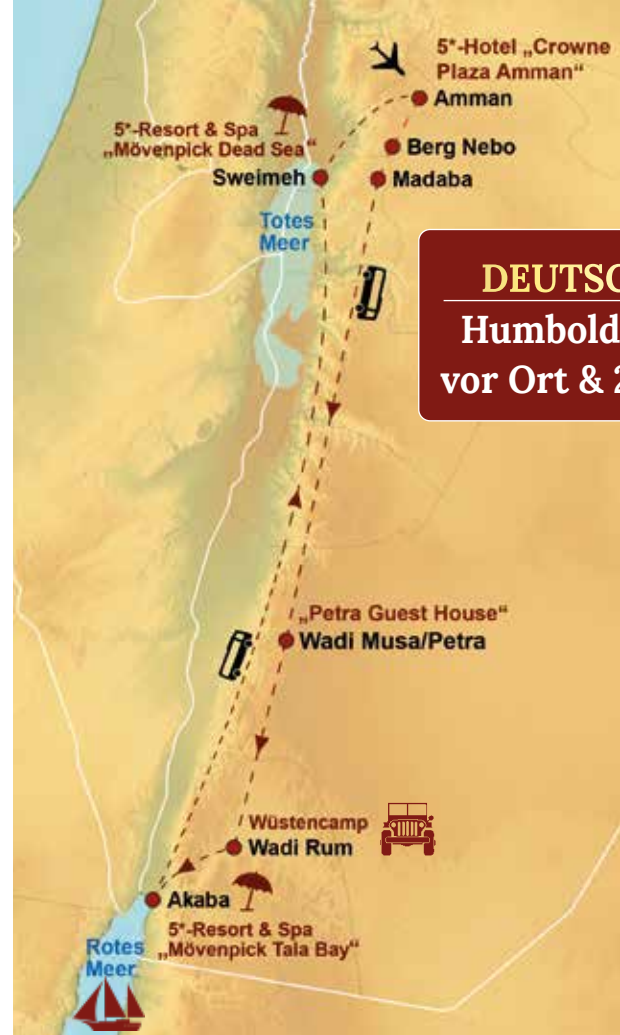 5*-Hotel „Crowne
Plaza Amman“
Amman
5*-Resort & Spa
„Mövenpick Dead Sea“
Berg Nebo
Sweimeh
Madaba
Totes
Meer
DEUTSC
Humbold
vor Ort &
„Petra Guest House“
Wadi Musa/Petra
Wüstencamp
Wadi Rum
Akaba
5*-Resort & Spa
„Mövenpick Tala Bay“
Rotes
Meer